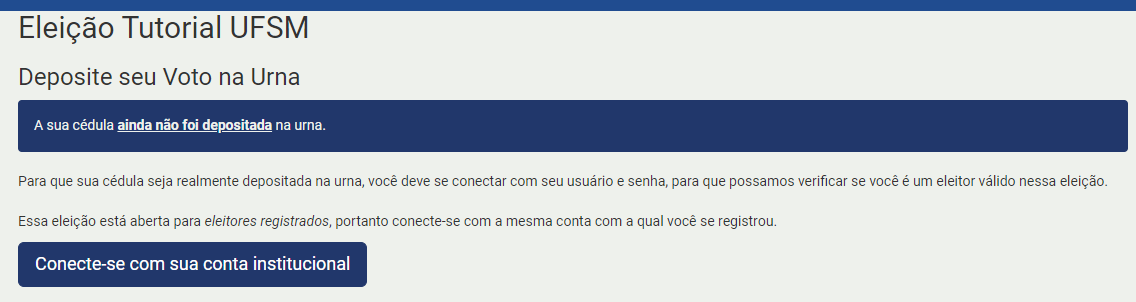 Eleição Tutorial UFSM
Deposite seu Voto na Urna
A sua cédula ainda não foi depositada na urna.
Para que sua cédula seja realmente depositada na urna, você deve se conectar com seu usuário e senha, para que possamos verificar se você é um eleitor válido nessa eleição.
Essa eleição está aberta para eleitores registrados, portanto conecte-se com a mesma conta com a qual você se registrou.
Conecte-se com sua conta institucional